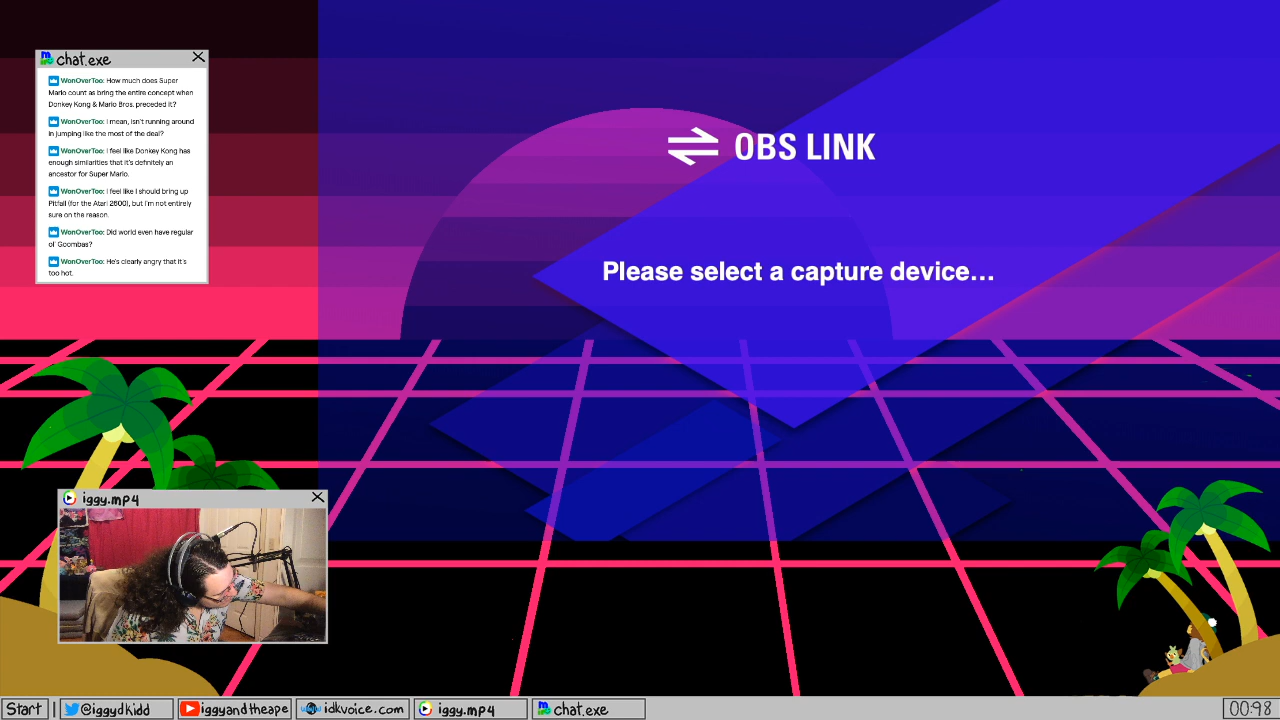 chat.exe
WonOverToo: How much does Super
Mario count as bring the entire concept when
Donkey Kong & Mario Bros. preceded it?
WonOverToo: I mean, isn't running around
in jumping like the most of the deal?
WonOverToo: I feel like Donkey Kong has
enough similarities that it's definitely an
ancestor for Super Mario.
WonOverToo: I feel like I should bring up
Pitfall (for the Atari 2600), but I'm not entirely
sure on the reason.
WonOverToo: Did world even have regular
ol' Goombas?
WonOverToo: He's clearly angry that it's
too hot.
OBS LINK
Please select a capture device...
iggy.mp4
Start
@iggydkidd
iggyandtheape
www idkvoice.com
iggy.mp4
chat.exe
00:98